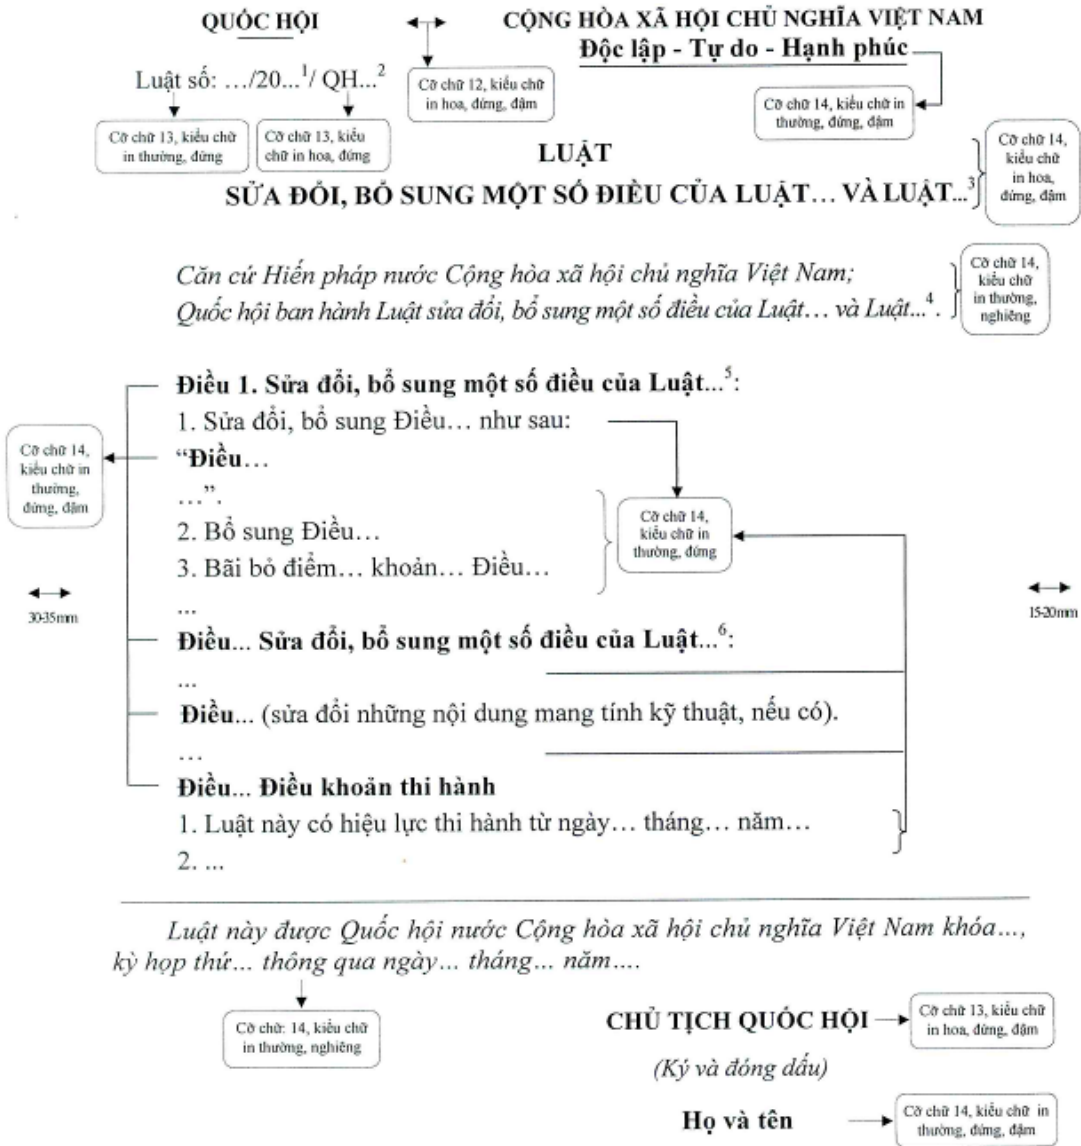 QUỐC HỘI
CỘNG HÒA XÃ HỘI CHỦ NGHĨA VIỆT NAM
Độc lập - Tự do - Hạnh phúc
Luật số: …/20...1/ QH...2
Cỡ chữ 12, kiểu chữ
in hoa, đứng, đậm
Cỡ chữ 14, kiểu chữ in
thường, đứng, đậm
Cỡ chữ 13, kiểu chữ
in thường, đứng
Cỡ chữ 13, kiểu
chữ in hoa, đứng
LUẬT
SỬA ĐỔI, BỔ SUNG MỘT SỐ ĐIỀU CỦA LUẬT… VÀ LUẬT...3
Cỡ chữ 14,
kiểu chữ
in hoa,
đứng, đậm
Căn cứ Hiến pháp nước Cộng hòa xã hội chủ nghĩa Việt Nam;
Quốc hội ban hành Luật sửa đổi, bổ sung một số điều của Luật… và Luật...4.
Cỡ chữ 14,
kiểu chữ
in thường,
nghiêng
Điều 1. Sửa đổi, bổ sung một số điều của Luật...5:
1. Sửa đổi, bổ sung Điều… như sau:
Cỡ chữ 14,
kiểu chữ in
thường,
đứng, đậm
“Điều…
…”.
2. Bổ sung Điều…
3. Bãi bỏ điểm… khoản… Điều…
Cỡ chữ 14,
kiểu chữ in
thường, đứng
...
30-35mm
15-20mm
Điều... Sửa đổi, bổ sung một số điều của Luật...6:
...
Điều... (sửa đổi những nội dung mang tính kỹ thuật, nếu có).
…
Điều... Điều khoản thi hành
1. Luật này có hiệu lực thi hành từ ngày… tháng… năm…
2. ...
Luật này được Quốc hội nước Cộng hòa xã hội chủ nghĩa Việt Nam khóa...,
kỳ họp thứ... thông qua ngày... tháng... năm....
Cỡ chữ: 14, kiểu chữ
in thường, nghiêng
CHỦ TỊCH QUỐC HỘI
Cỡ chữ 13, kiểu chữ
in hoa, đứng, đậm
(Ký và đóng dấu)
Họ và tên
Cỡ chữ 14, kiểu chữ in
thường, đứng, đậm